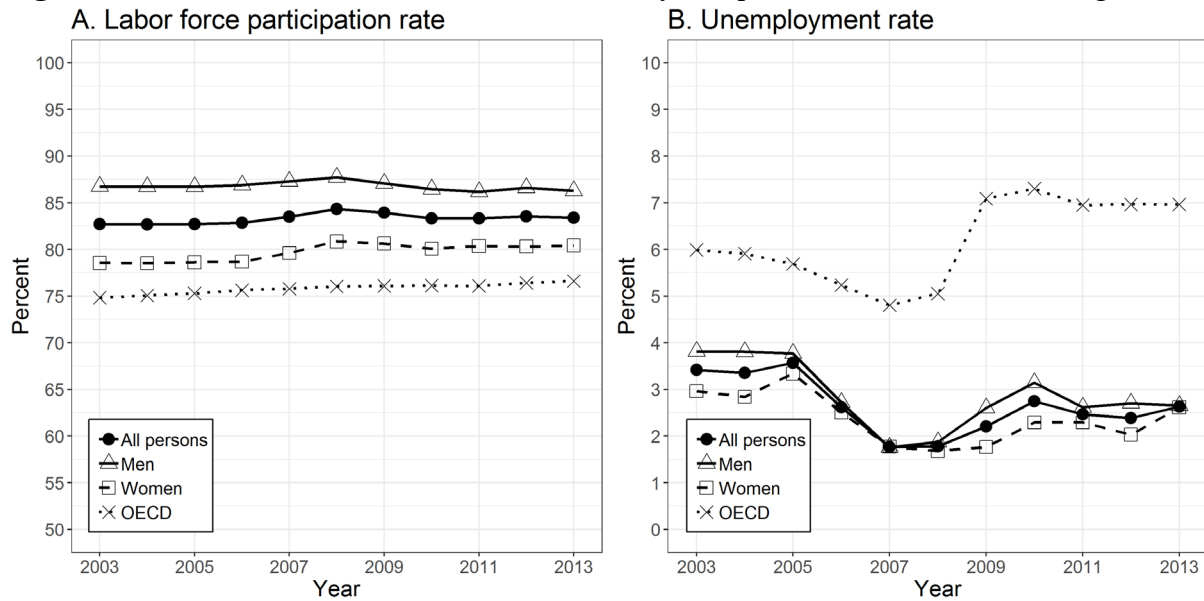 A. Labor force participation rate
100
95
90
85
80
75
70
65
60
55
50
Percent
All persons
Men
Women
OECD
2003 2005 2007 2009 2011 2013
Year
B. Unemployment rate
10
9
8
7
6
5
4
3
2
1
0
Percent
All persons
Men
Women
OECD
2003 2005 2007 2009 2011 2013
Year